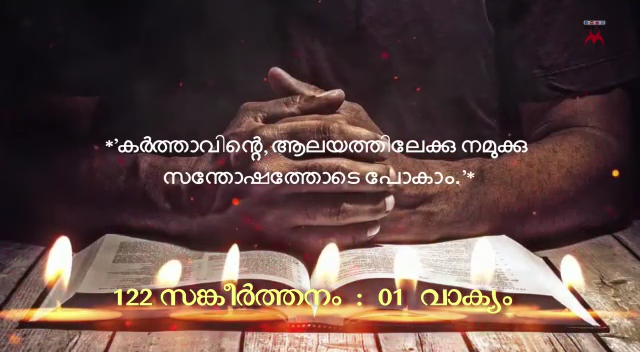 *’കർത്താവിന്റെ, ആലയത്തിലേക്കു നമുക്കു
സന്തോഷത്തോടെ പോകാം.’*
122 സങ്കീർത്തനം : 01 വാക്യം